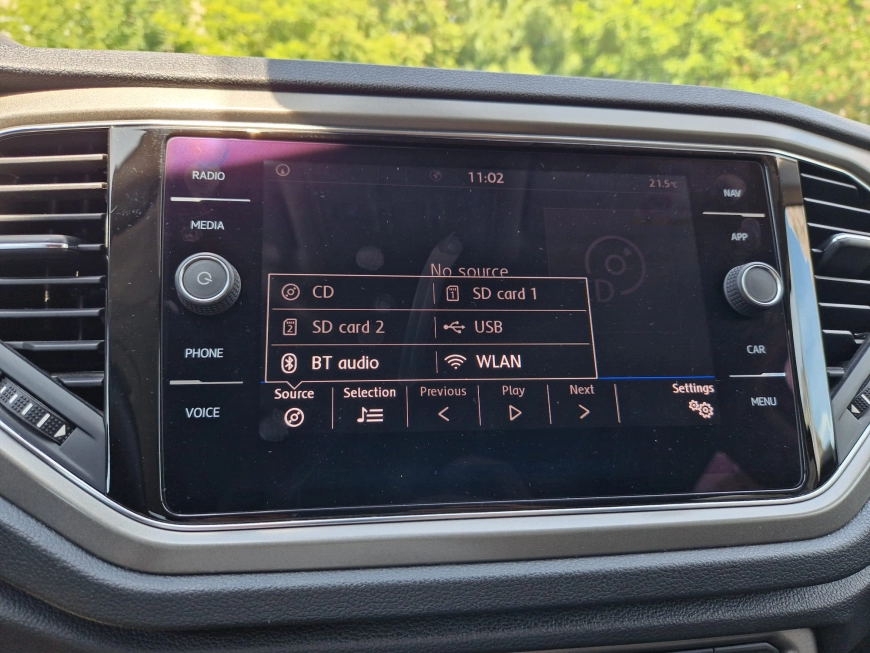 RADIO
MEDIA
PHONE
VOICE
11:02
21.5°C
No source
CD
SD card 1
SD card 2
USB
BT audio
WLAN
Source
Selection
Previous
Play
Next
Settings
NAV
APP
CAR
MENU